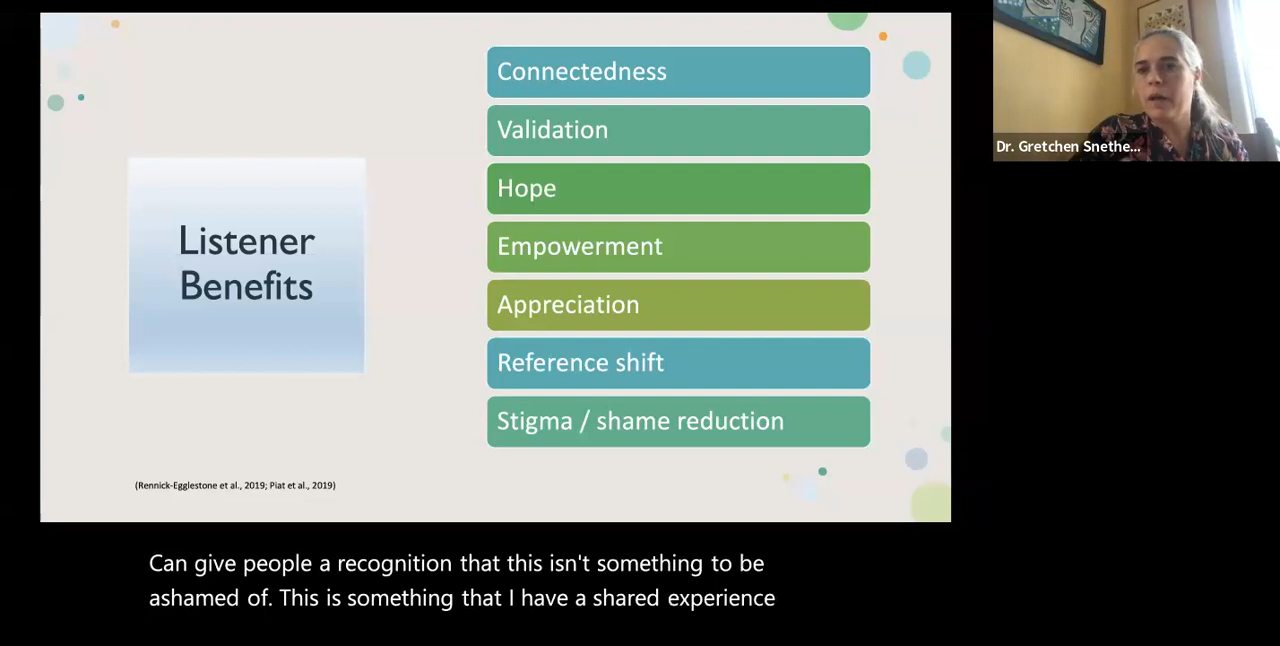 Listener
Benefits
Connectedness
Validation
Hope
Empowerment
Appreciation
Reference shift
Stigma / shame reduction
(Rennick-Egglestone et al., 2019; Piat et al., 2019)
Dr. Gretchen Snethe...
Can give people a recognition that this isn't something to be
ashamed of. This is something that I have a shared experience